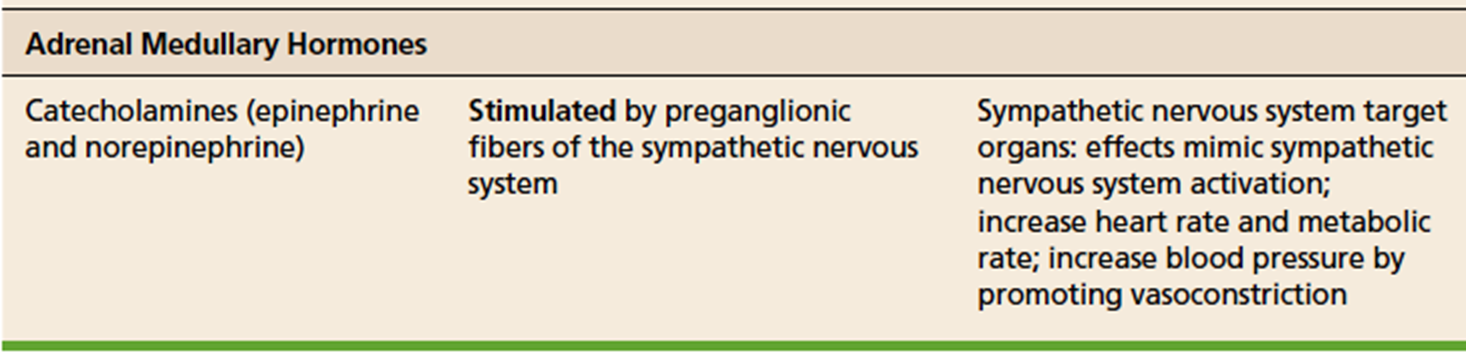 Adrenal Medullary Hormones
Catecholamines (epinephrine
and norepinephrine)
Stimulated by preganglionic
fibers of the sympathetic nervous
system
Sympathetic nervous system target
organs: effects mimic sympathetic
nervous system activation;
increase heart rate and metabolic
rate; increase blood pressure by
promoting vasoconstriction